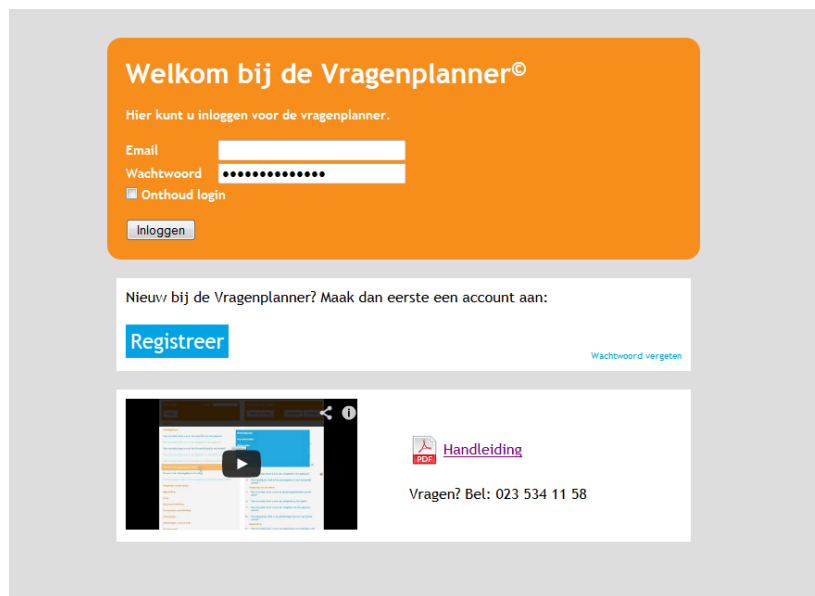 Welkom bij de Vragenplanner©
Hier kunt u inloggen voor de vragenplanner.
Email
Wachtwoord ••••••••••••••
Onthoud login
Inloggen
Nieuw bij de Vragenplanner? Maak dan eerste een account aan:
Registreer
Wachtwoord vergeten
PDF
Handleiding
Vragen? Bel: 023 534 11 58